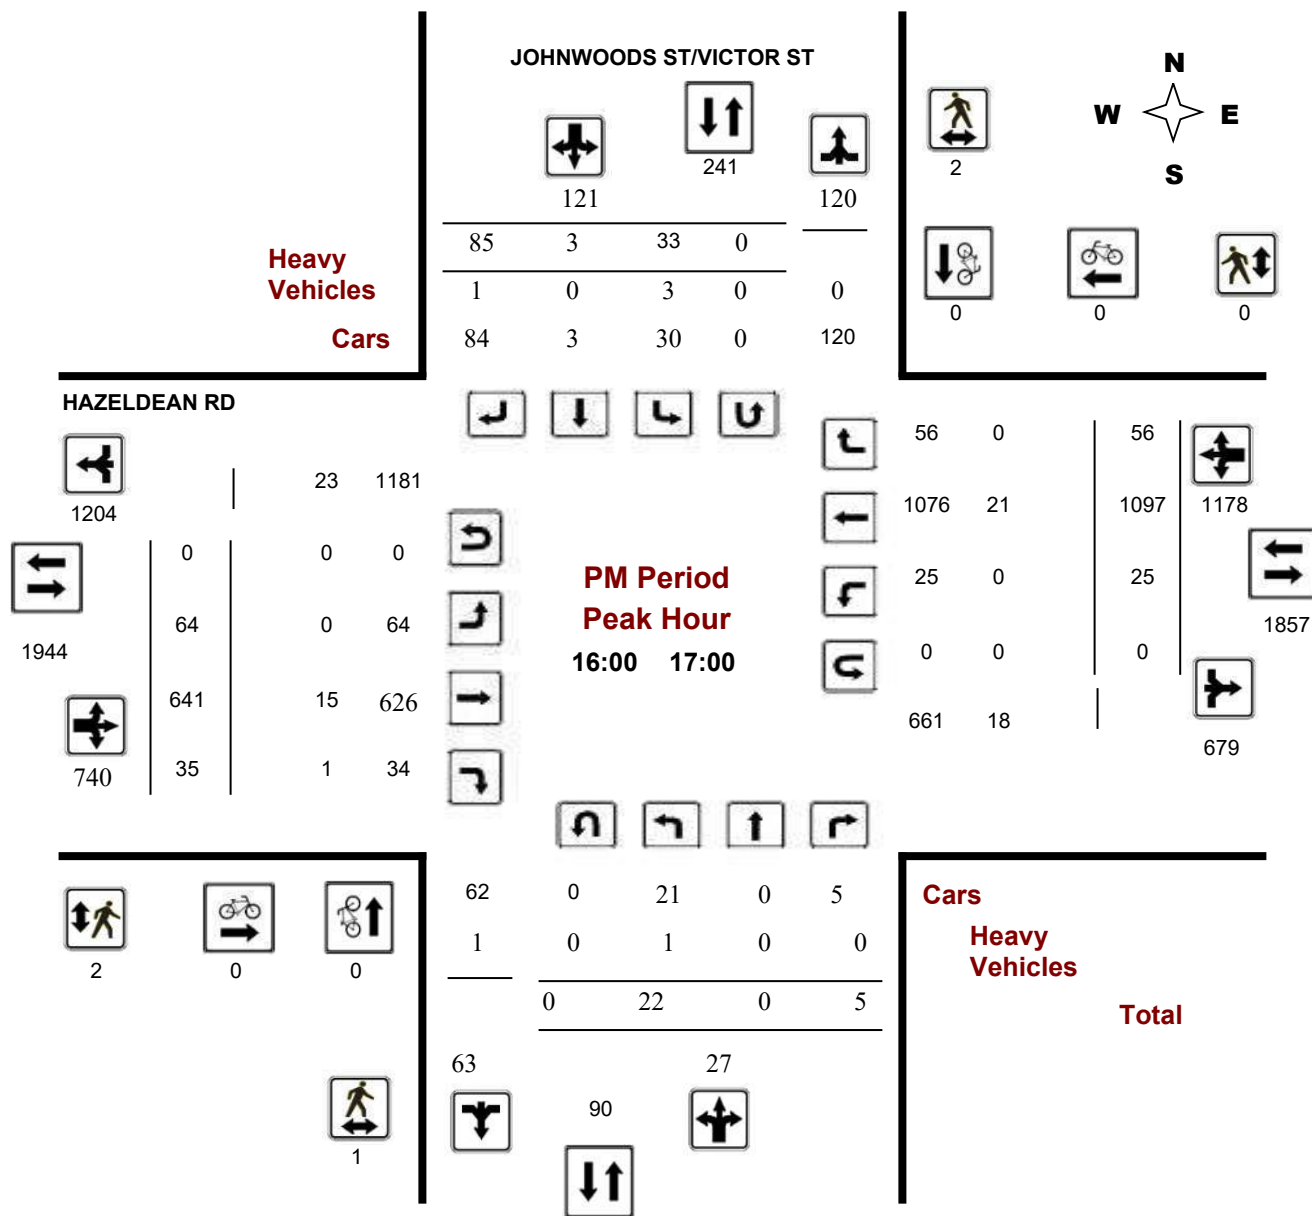 JOHNWOODS ST/VICTOR ST
N
W E
S
241
2
121 120
85 3 33 0
Heavy
Vehicles
1 0 3 0 0
0 0 0
Cars
84 3 30 0 120
HAZELDEAN RD
56 0 56
23 1181
1204
1076 21 1097 1178
0 0 0
PM Period
25 0 25
Peak Hour
64 0 64
1944
1857
16:00 17:00
0 0 0
641 15 626
661 18
679
740 35 1 34
62 0 21 0 5
Cars
1 0 1 0 0
Heavy
Vehicles
2 0 0
0 22 0 5
Total
63 27
90
1